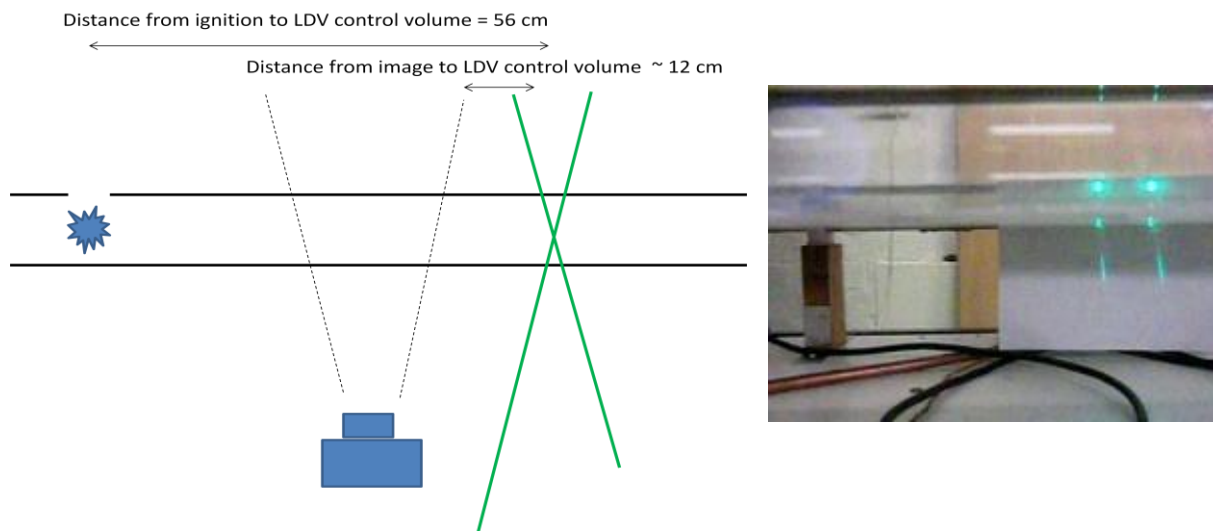 Distance from ignition to LDV control volume = 56 cm
Distance from image to LDV control volume ~ 12 cm